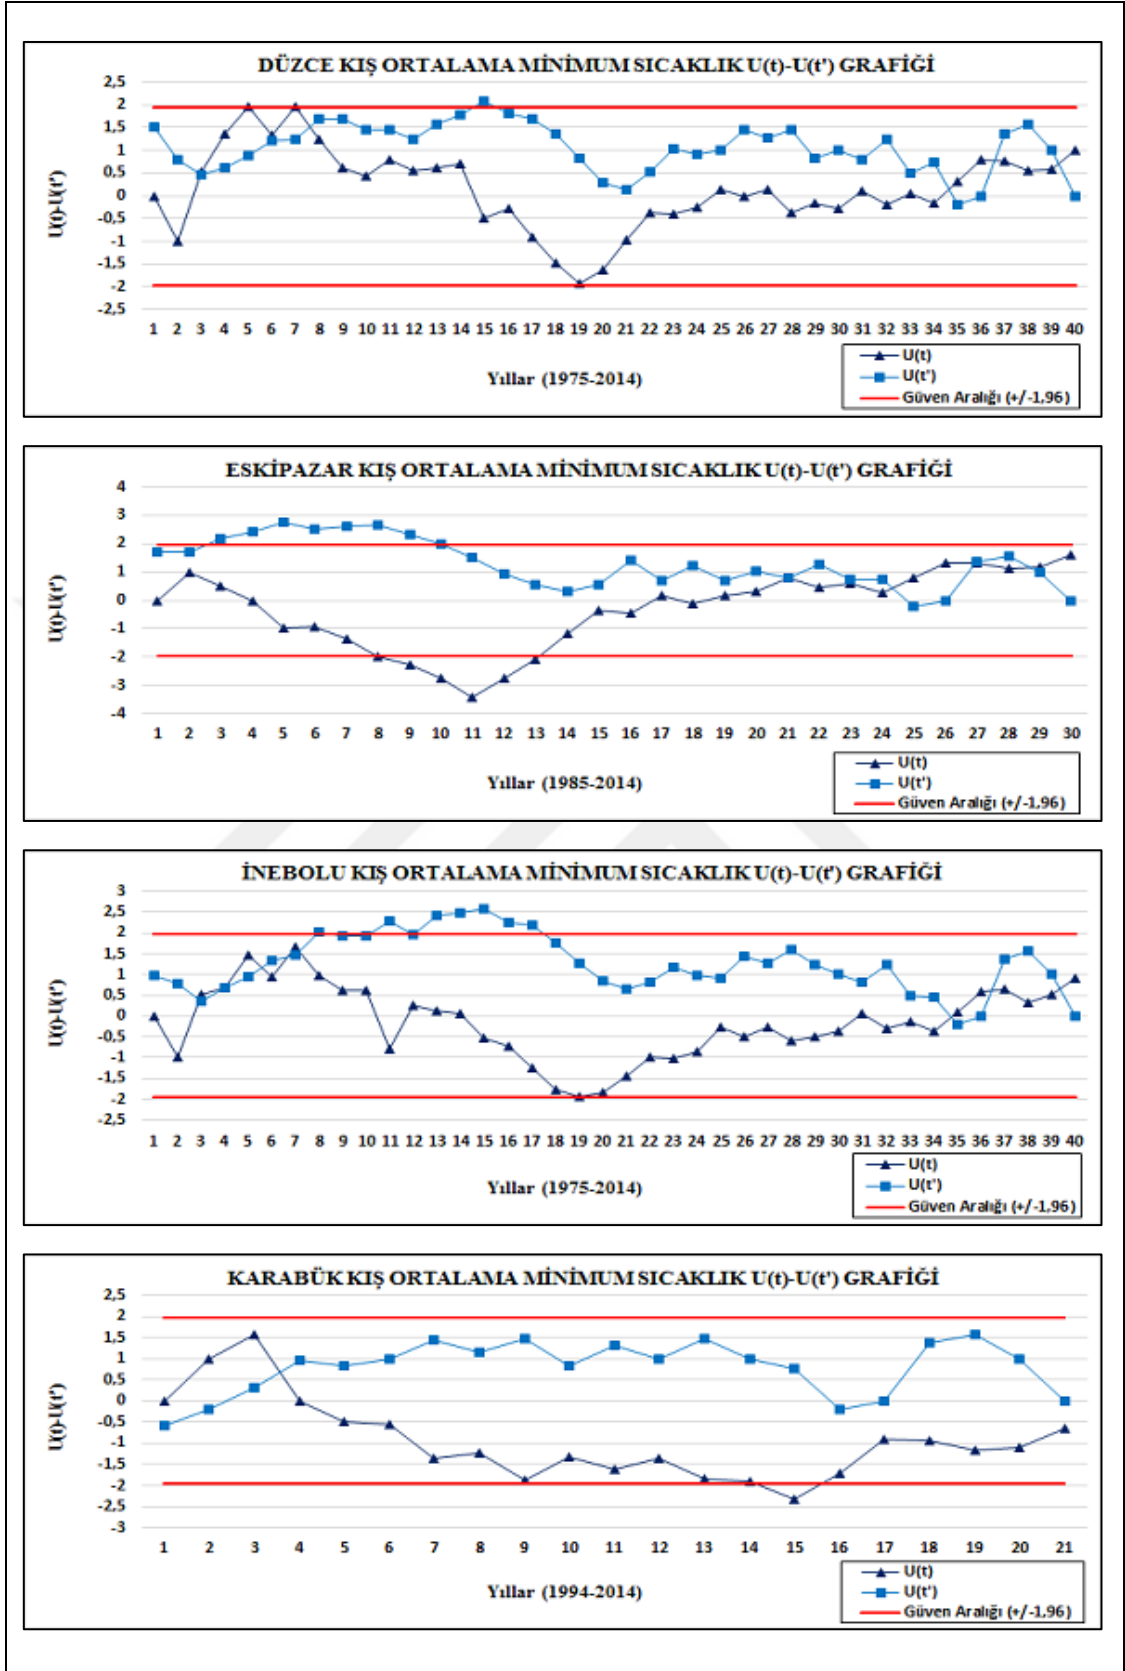 DÜZCE KIŞ ORTALAMA MİNİMUM SICAKLIK U(t)-U(t') GRAFİĞİ
2,5
2
1.5
1
0.5
0
-0.5
-1
-1.5
-2
-2.5
U(t)-U(t')
1 2 3 4 5 6 7 8 9 10 11 12 13 14 15 16 17 18 19 20 21 22 23 24 25 26 27 28 29 30 31 32 33 34 35 36 37 38 39 40
Yıllar (1975-2014)
U(t)
U(t')
Güven Aralığı (+/-1,96)
ESKİPAZAR KIŞ ORTALAMA MİNİMUM SICAKLIK U(t)-U(t') GRAFİĞİ
4
3
2
1
0
-1
-2
-3
-4
U(t)-U(t')
1 2 3 4 5 6 7 8 9 10 11 12 13 14 15 16 17 18 19 20 21 22 23 24 25 26 27 28 29 30
Yıllar (1985-2014)
U(t)
U(t')
Güven Aralığı (+/-1,96)
İNEBOLU KIŞ ORTALAMA MİNİMUM SICAKLIK U(t)-U(t') GRAFİĞİ
3
2,5
2
1.5
1
0.5
0
-0.5
-1
-1.5
-2
-2,5
U(t)-U(t')
1 2 3 4 5 6 7 8 9 10 11 12 13 14 15 16 17 18 19 20 21 22 23 24 25 26 27 28 29 30 31 32 33 34 35 36 37 38 39 40
Yıllar (1975-2014)
U(t)
U(t')
Güven Aralığı (+/-1,96)
KARABÜK KIŞ ORTALAMA MİNİMUM SICAKLIK U(t)-U(t') GRAFİĞİ
2,5
2
1.5
1
0.5
0
-0.5
-1
-1.5
-2
-2.5
-3
U(t)-U(t')
1 2 3 4 5 6 7 8 9 10 11 12 13 14 15 16 17 18 19 20 21
Yıllar (1994-2014)
U(t)
U(t')
Güven Aralığı (+/-1,96)